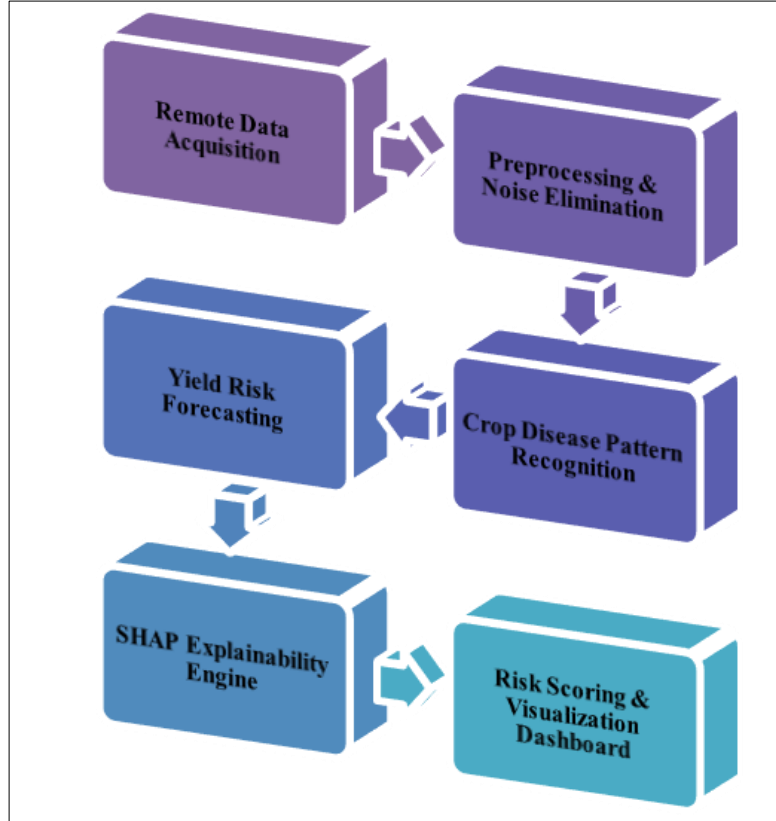 Remote Data
Acquisition
Preprocessing &
Noise Elimination
Crop Disease Pattern
Recognition
Yield Risk
Forecasting
SHAP Explainability
Engine
Risk Scoring &
Visualization
Dashboard